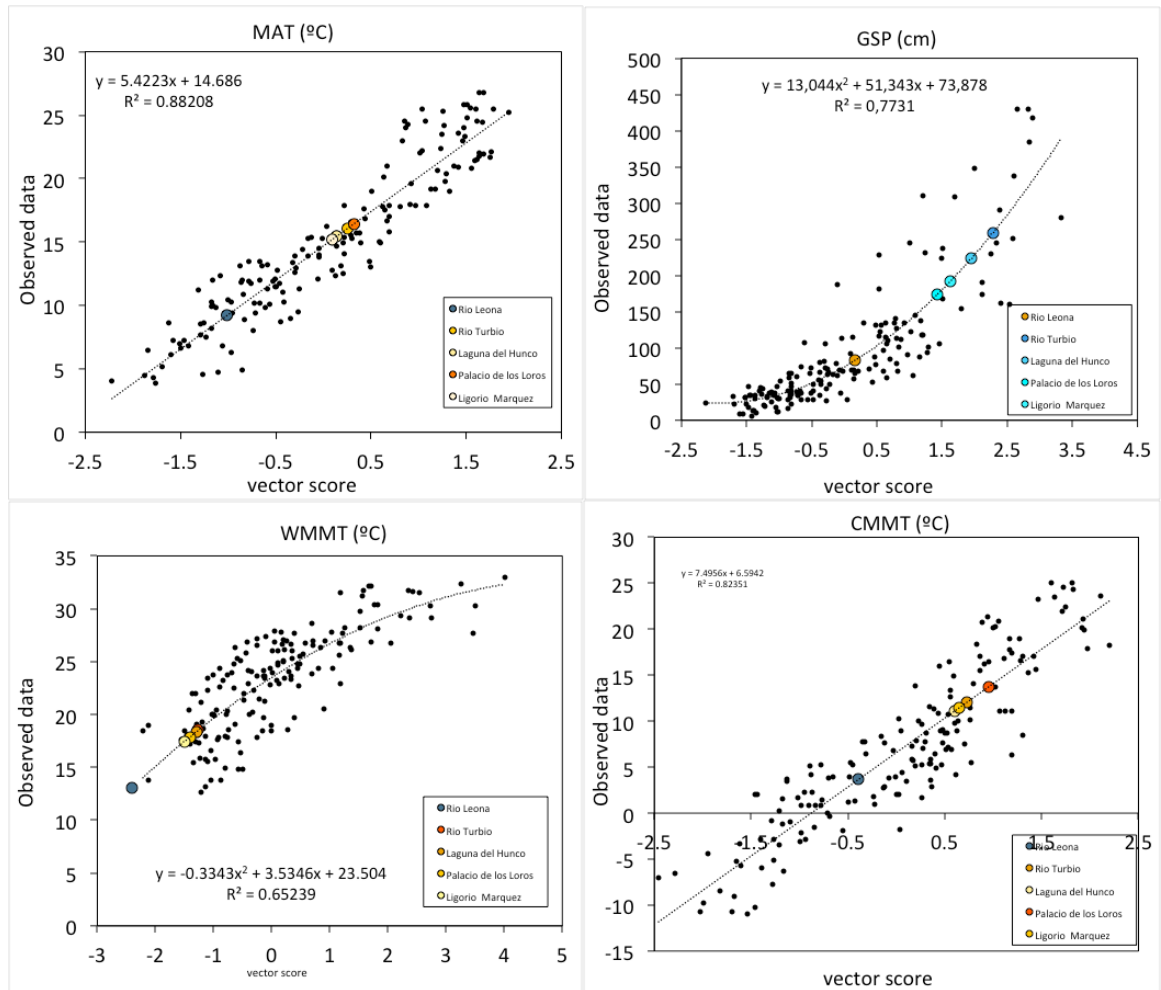 MAT (ºC)
y = 5.4223x + 14.686
R² = 0.88208
Observed data
30
25
20
15
10
5
0
-2.5
-1.5
-0.5
0.5
1.5
2.5
vector score
Rio Leona
Rio Turbio
Laguna del Hunco
Palacio de los Loros
Ligorio Marquez
GSP (cm)
y = 13,044x² + 51,343x + 73,878
R² = 0,7731
Observed data
500
450
400
350
300
250
200
150
100
50
0
-2.5
-1.5
-0.5
0.5
1.5
2.5
3.5
4.5
vector score
Rio Leona
Rio Turbio
Laguna del Hunco
Palacio de los Loros
Ligorio Marquez
WMMT (ºC)
Observed data
35
30
25
20
15
10
5
0
-3
-2
-1
0
1
2
3
4
5
vector score
y = -0.3343x² + 3.5346x + 23.504
R² = 0.65239
Rio Leona
Rio Turbio
Laguna del Hunco
Palacio de los Loros
Ligorio Marquez
CMMT (ºC)
y = 7.4956x + 6.5942
R² = 0.82351
Observed data
30
25
20
15
10
5
0
-5
-10
-15
-2.5
-1.5
-0.5
0.5
1.5
2.5
vector score
Rio Leona
Rio Turbio
Laguna del Hunco
Palacio de los Loros
Ligorio Marquez